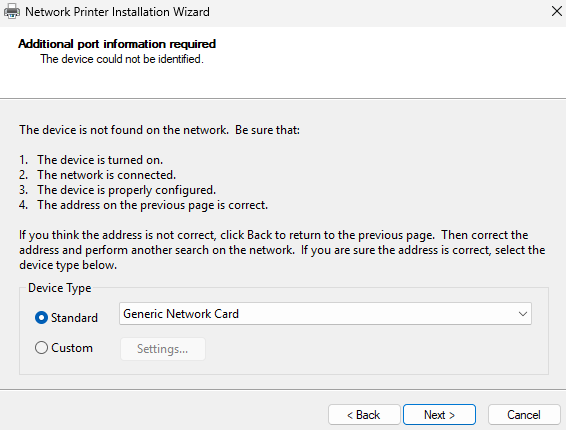 Network Printer Installation Wizard
Additional port information required
The device could not be identified.
The device is not found on the network.  Be sure that:
1.  The device is turned on.
2.  The network is connected.
3.  The device is properly configured.
4.  The address on the previous page is correct.
If you think the address is not correct, click Back to return to the previous page.  Then correct the
address and perform another search on the network.  If you are sure the address is correct, select the
device type below.
Device Type
Standard Generic Network Card
Custom Settings...
< Back Next > Cancel